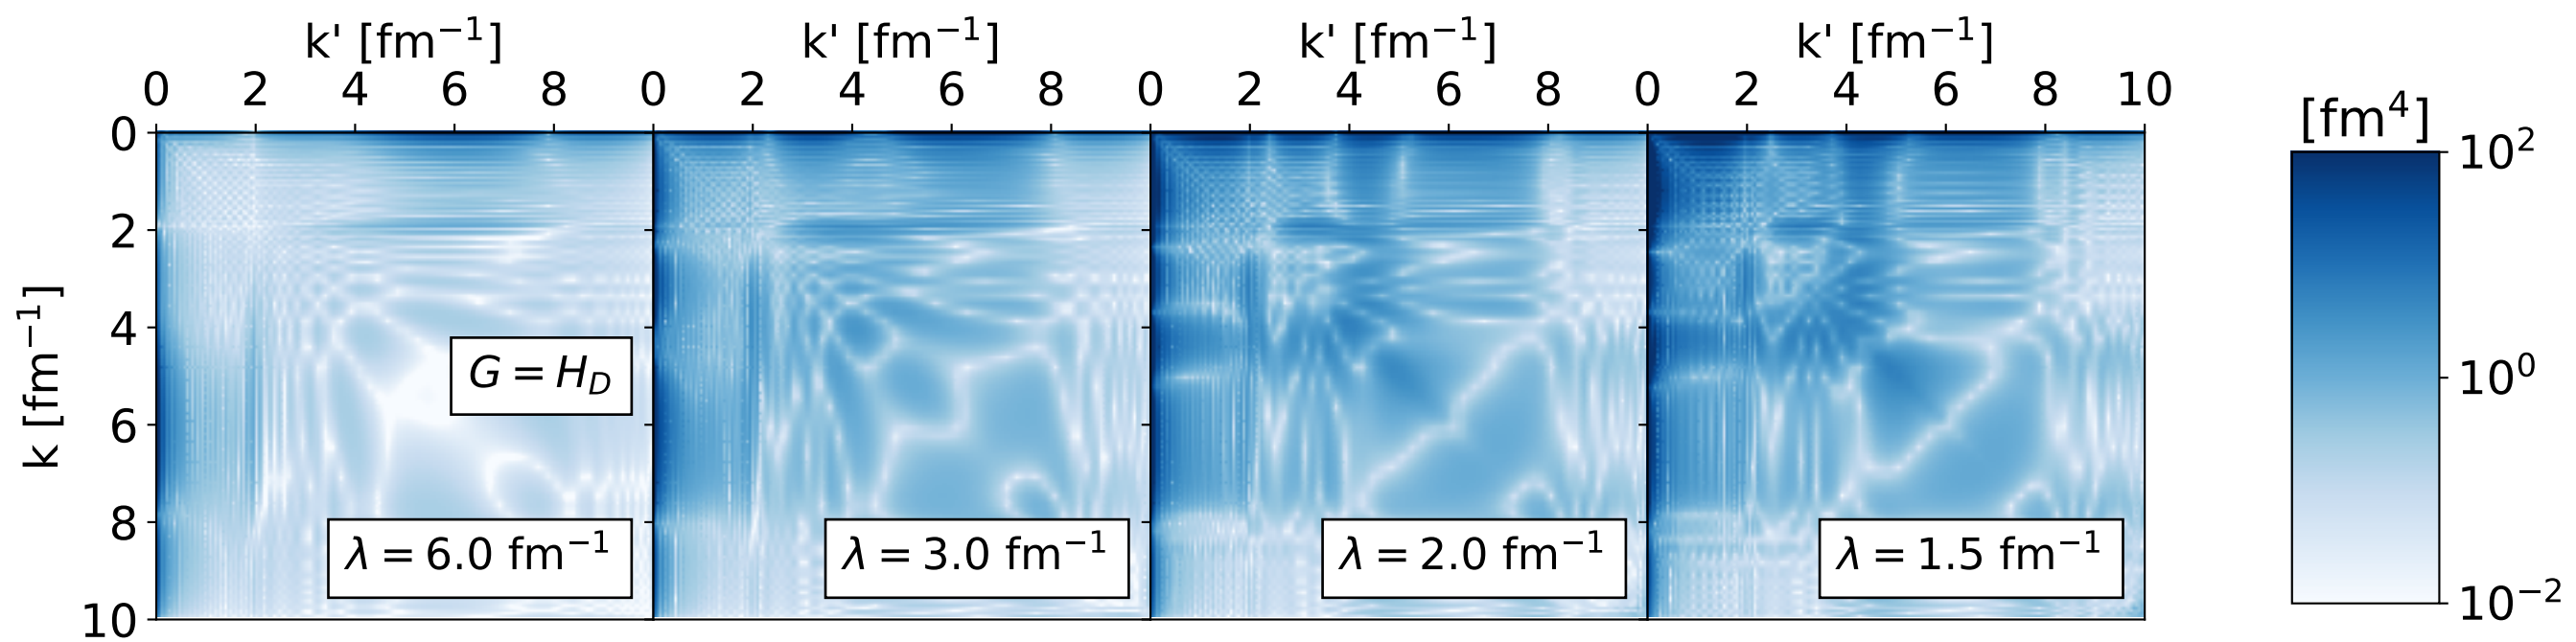 k' [fm⁻¹] k' [fm⁻¹] k' [fm⁻¹] k' [fm⁻¹]
0 2 4 6 8 0 2 4 6 8 0 2 4 6 8 0 2 4 6 8 10
[fm⁴]
0
2
4
6
8
10
k [fm⁻¹]
G = H_D
λ = 6.0 fm⁻¹
λ = 3.0 fm⁻¹
λ = 2.0 fm⁻¹
λ = 1.5 fm⁻¹
10²
10⁰
10⁻²